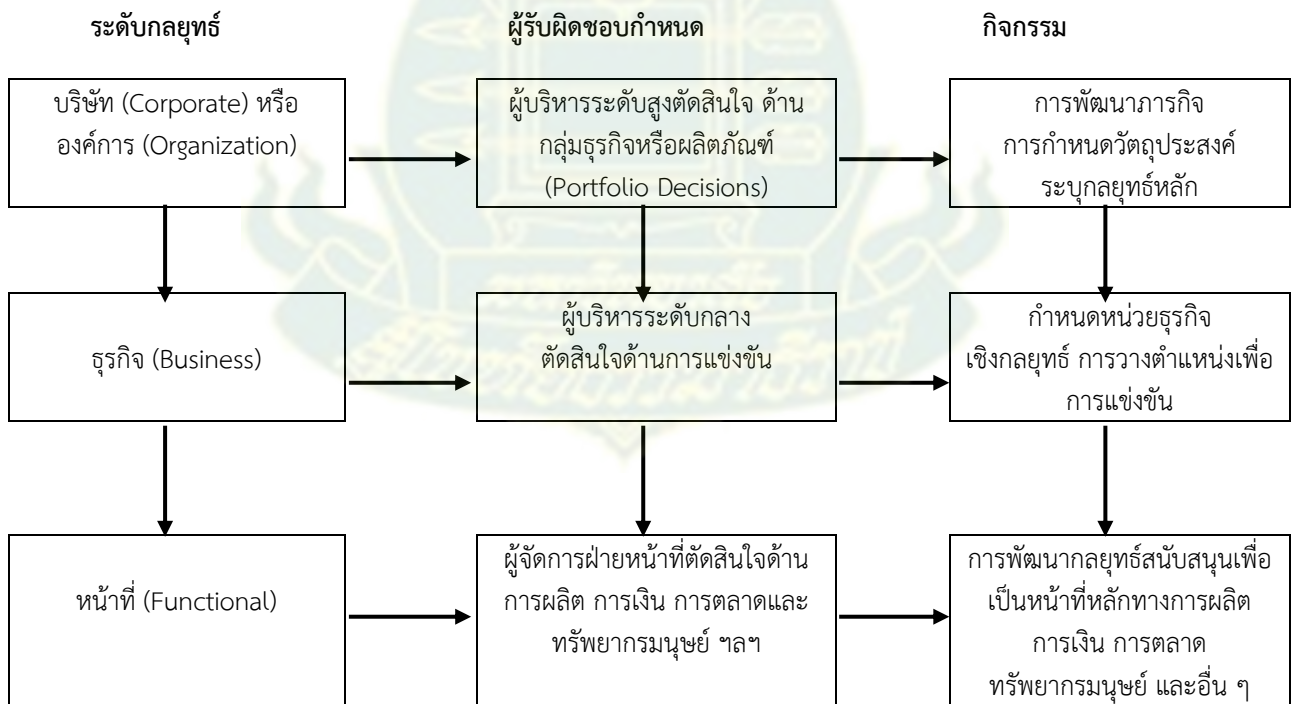 ระดับกลยุทธ์
ผู้รับผิดชอบกำหนด
กิจกรรม
บริษัท (Corporate) หรือ
องค์การ (Organization)
ผู้บริหารระดับสูงตัดสินใจ ด้าน
กลุ่มธุรกิจหรือผลิตภัณฑ์
(Portfolio Decisions)
การพัฒนาภารกิจ
การกำหนดวัตถุประสงค์
ระบุกลยุทธ์หลัก
ธุรกิจ (Business)
ผู้บริหารระดับกลาง
ตัดสินใจด้านการแข่งขัน
กำหนดหน่วยธุรกิจ
เชิงกลยุทธ์ การวางตำแหน่งเพื่อ
การแข่งขัน
หน้าที่ (Functional)
ผู้จัดการฝ่ายหน้าที่ตัดสินใจด้าน
การผลิต การเงิน การตลาดและ
ทรัพยากรมนุษย์ ฯลฯ
การพัฒนากลยุทธ์สนับสนุนเพื่อ
เป็นหน้าที่หลักทางการผลิต
การเงิน การตลาด
ทรัพยากรมนุษย์ และอื่น ๆ